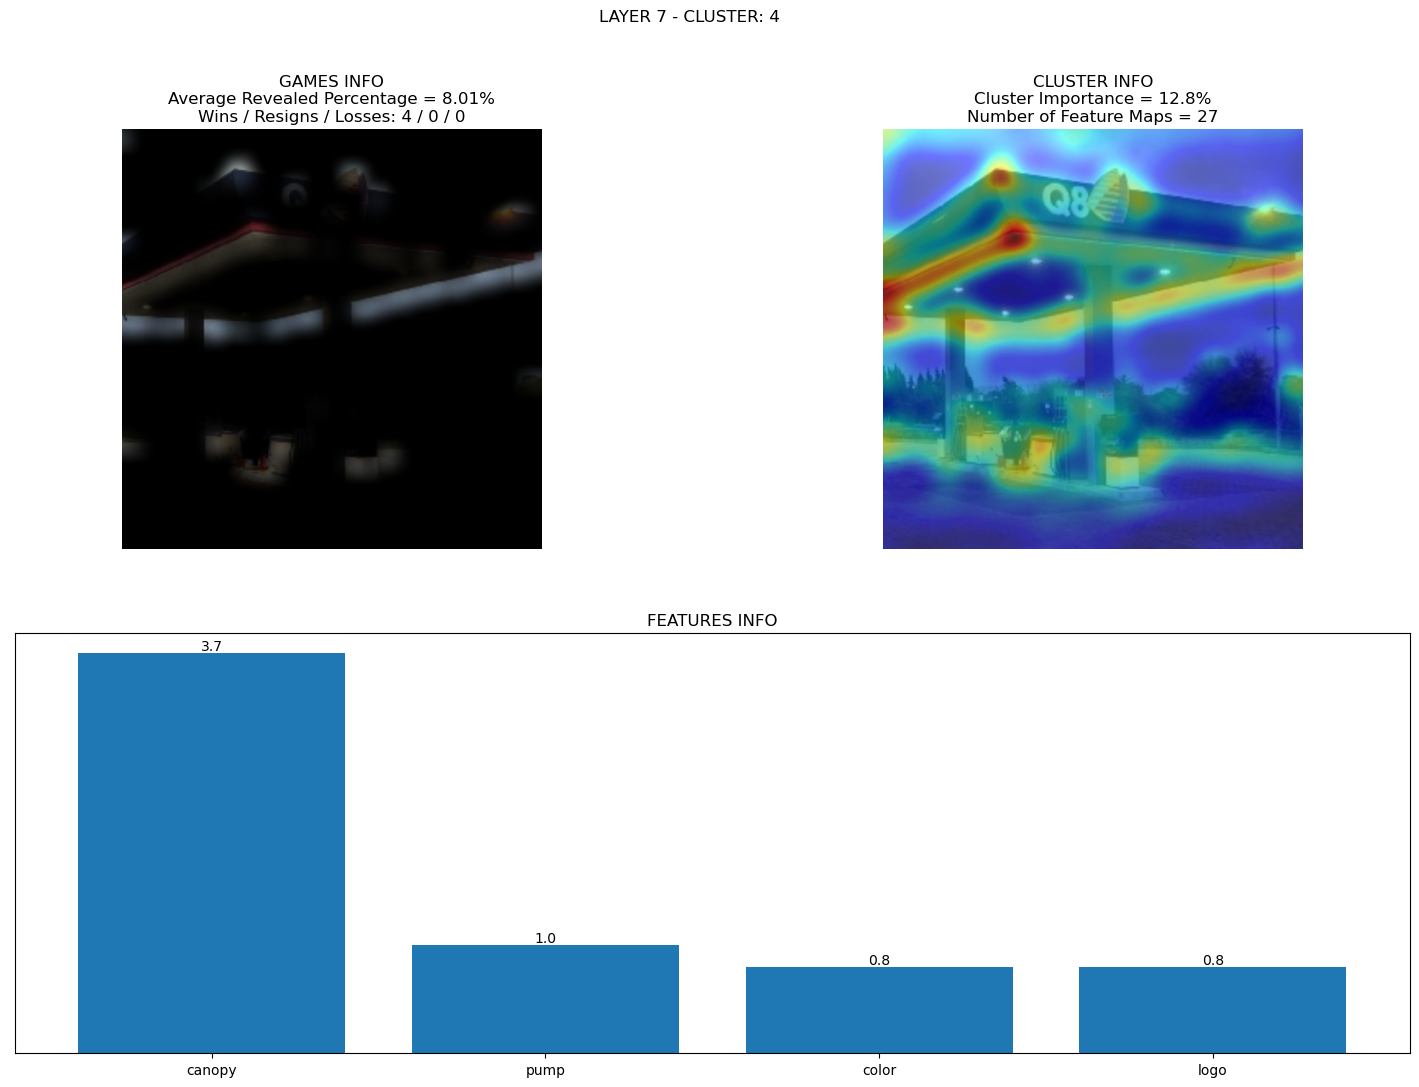 LAYER 7 - CLUSTER: 4
GAMES INFO
Average Revealed Percentage = 8.01%
Wins / Resigns / Losses: 4 / 0 / 0
CLUSTER INFO
Cluster Importance = 12.8%
Number of Feature Maps = 27
Q
Q8
FEATURES INFO
3.7
1.0
0.8
0.8
canopy
pump
color
logo